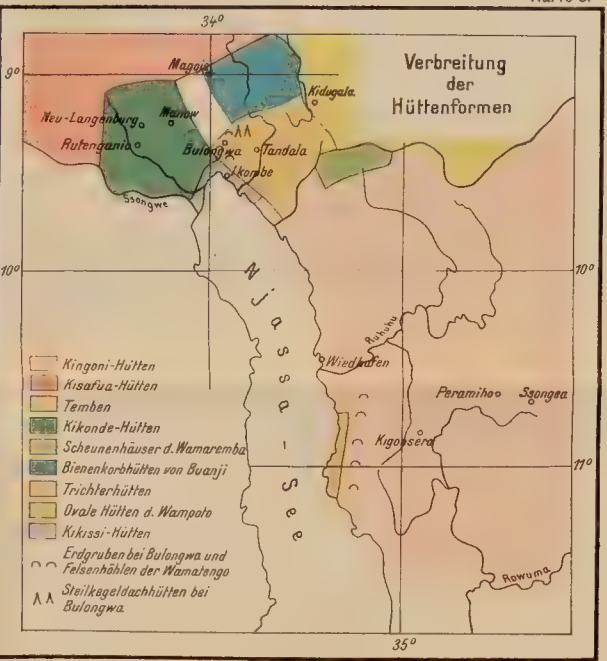 34°
Verbreitung
der
Hüttenformen
9°
Magoje
Kidugala
Neu-Langenburg
Manow
Rutenganio
Bulongwa
Tandala
Ikombe
Ssongwe
10°
10°
Njassa-See
Ruhuhu
Wiedhafen
Peramiho
Ssongea
Kigonsera
11°
Rowuma
35°
Kingoni-Hütten
Kisafua-Hütten
Temben
Kikonde-Hütten
Scheunenhäuser d. Wamaremba
Bienenkorbhütten von Buanji
Trichterhütten
Ovale Hütten d. Wampoto
Kikissi-Hütten
Erdgruben bei Bulongwa und
Felsenhöhlen der Wamatengo
Steilkegeldachhütten bei
Bulongwa